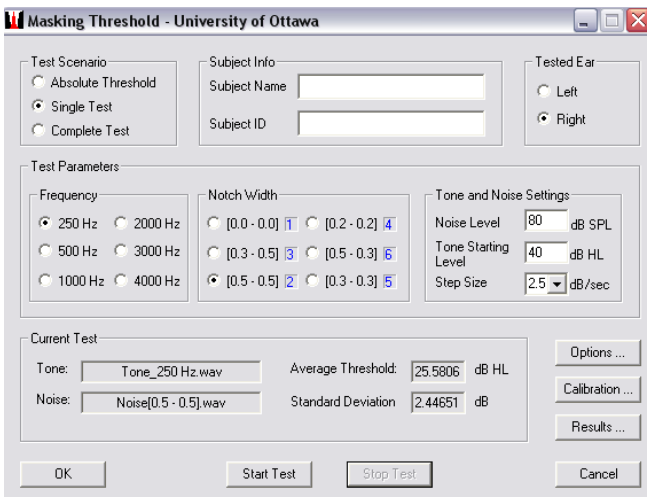 Masking Threshold - University of Ottawa
Test Scenario
Absolute Threshold
Single Test
Complete Test
Subject Info
Subject Name
Subject ID
Tested Ear
Left
Right
Test Parameters
Frequency
250 Hz 2000 Hz
500 Hz 3000 Hz
1000 Hz 4000 Hz
Notch Width
[0.0 - 0.0] 1 [0.2 - 0.2] 4
[0.3 - 0.5] 3 [0.5 - 0.3] 6
[0.5 - 0.5] 2 [0.3 - 0.3] 5
Tone and Noise Settings
Noise Level 80 dB SPL
Tone Starting
Level 40 dB HL
Step Size 2.5 dB/sec
Current Test
Tone: Tone_250 Hz.wav Average Threshold: 25.5806 dB HL
Noise: Noise[0.5 - 0.5].wav Standard Deviation 2.44651 dB
Options ...
Calibration ...
Results ...
OK Start Test Stop Test Cancel